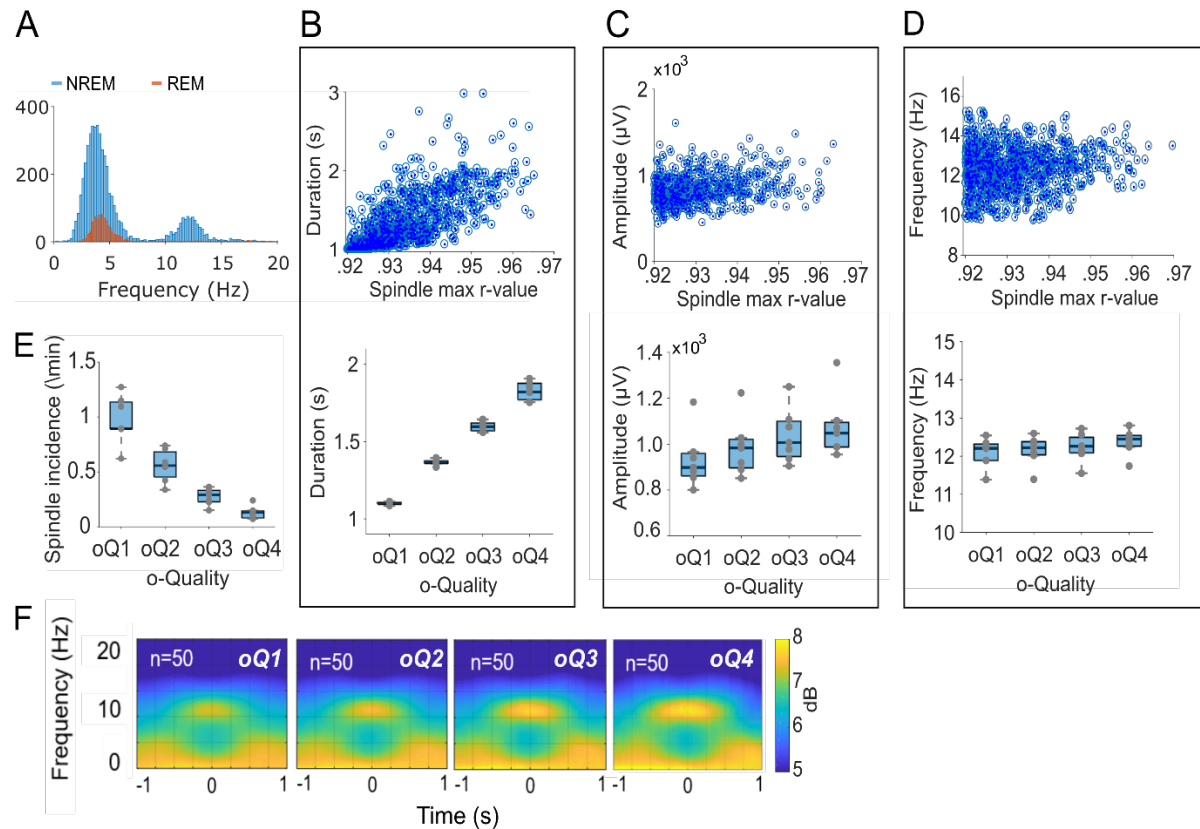 A
NREM REM
400
200
0
0 5 10 15 20
Frequency (Hz)
B
Duration (s)
3
2
1
.92 .93 .94 .95 .96 .97
Spindle max r-value
Duration (s)
2
1.5
1
oQ1 oQ2 oQ3 oQ4
o-Quality
C
×10³
Amplitude (µV)
2
1
0
.92 .93 .94 .95 .96 .97
Spindle max r-value
×10³
Amplitude (µV)
1.4
1.2
1.0
0.8
0.6
oQ1 oQ2 oQ3 oQ4
o-Quality
D
Frequency (Hz)
16
14
12
10
8
.92 .93 .94 .95 .96 .97
Spindle max r-value
Frequency (Hz)
15
14
13
12
11
10
oQ1 oQ2 oQ3 oQ4
o-Quality
E
Spindle incidence (\min)
1.5
1
0.5
0
oQ1 oQ2 oQ3 oQ4
o-Quality
F
Frequency (Hz)
20
10
0
n=50 oQ1
n=50 oQ2
n=50 oQ3
n=50 oQ4
-1 0 1 -1 0 1 -1 0 1 -1 0 1
Time (s)
8
7
6
5
dB